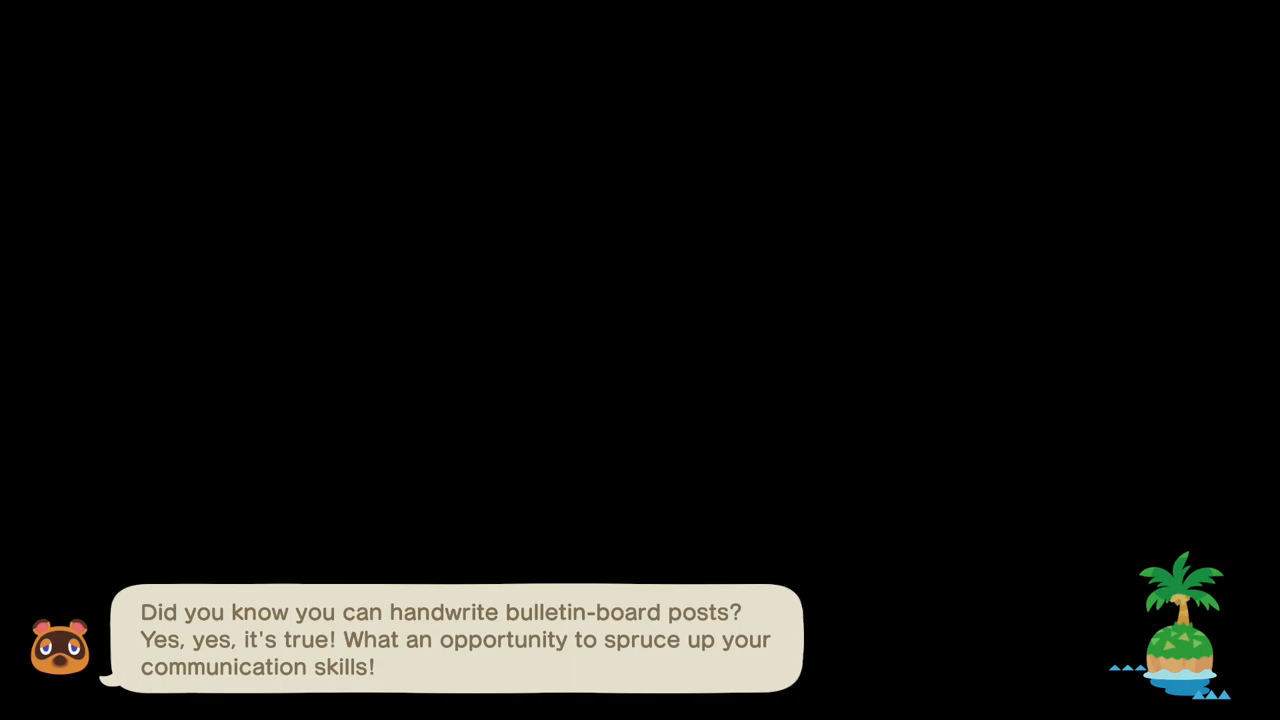 Did you know you can handwrite bulletin-board posts?
Yes, yes, it's true! What an opportunity to spruce up your
communication skills!